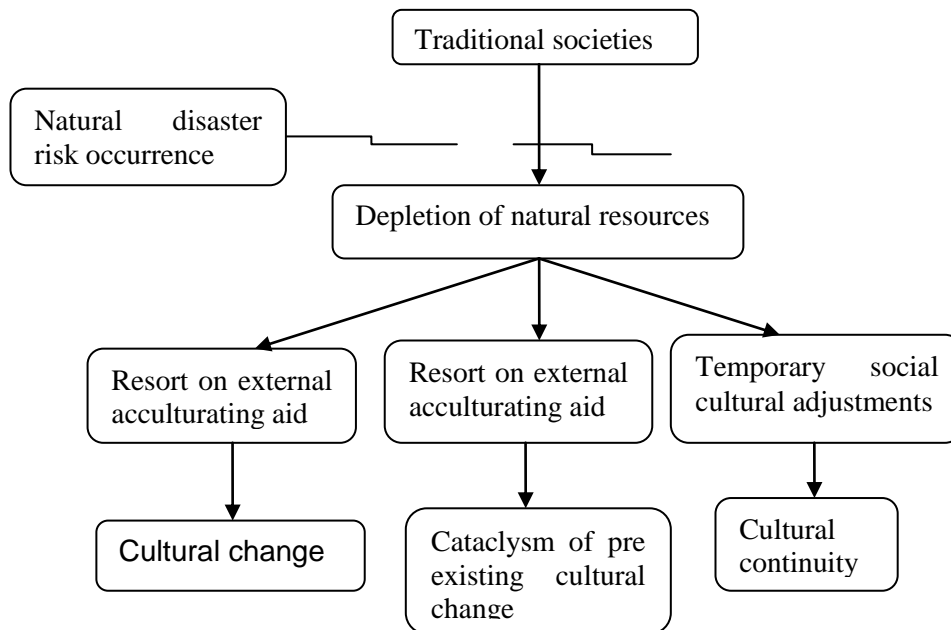 Traditional societies
Natural disaster
risk occurrence
Depletion of natural resources
Resort on external
acculturating aid
Resort on external
acculturating aid
Temporary social
cultural adjustments
Cultural change
Cataclysm of pre
existing cultural
change
Cultural
continuity